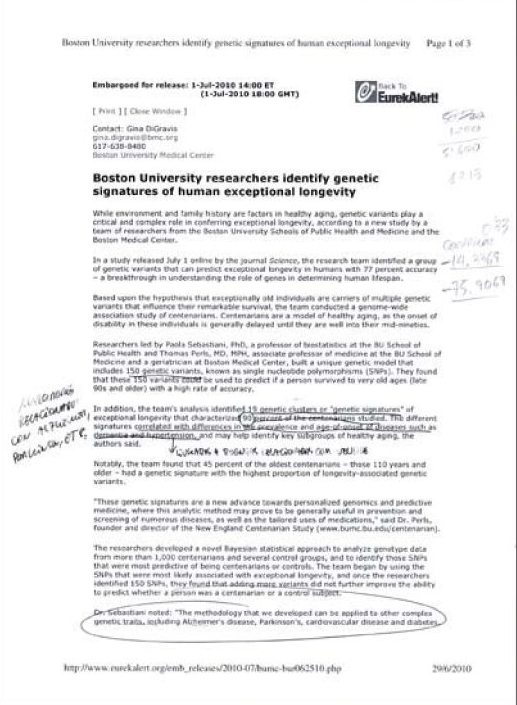 Boston University researchers identify genetic signatures of human exceptional longevity Page 1 of 3
Embargoed for release: 1-Jul-2010 14:00 ET
(1-Jul-2010 18:00 GMT)
Back To
EurekAlert!
[ Print ] [ Close Window ]
Contact: Gina DiGravio
gina.digravio@bmc.org
617-638-8480
Boston University Medical Center
Boston University researchers identify genetic
signatures of human exceptional longevity
While environment and family history are factors in healthy aging, genetic variants play a
critical and complex role in conferring exceptional longevity, according to a new study by a
team of researchers from the Boston University Schools of Public Health and Medicine and the
Boston Medical Center.
In a study released July 1 online by the journal Science, the research team identified a group
of genetic variants that can predict exceptional longevity in humans with 77 percent accuracy
– a breakthrough in understanding the role of genes in determining human lifespan.
-75.9069
Based upon the hypothesis that exceptionally old individuals are carriers of multiple genetic
variants that influence their remarkable survival, the team conducted a genome-wide
association study of centenarians. Centenarians are a model of healthy aging, as the onset of
disability in these individuals is generally delayed until they are well into their mid-nineties.
Researchers led by Paola Sebastiani, PhD, a professor of biostatistics at the BU School of
Public Health and Thomas Perls, MD, MPH, associate professor of medicine at the BU School of
Medicine and a geriatrician at Boston Medical Center, built a unique genetic model that
includes 150 genetic variants, known as single nucleotide polymorphisms (SNPs). They found
that these 150 variants could be used to predict if a person survived to very old ages (late
90s and older) with a high rate of accuracy.
RELACIONADO
CON ALZHEIMER
PARKINSON, ETC.
In addition, the team's analysis identified 19 genetic clusters or "genetic signatures" of
exceptional longevity that characterized 90 percent of the centenarians studied. The different
signatures correlated with differences in the prevalence and age-of-onset of diseases such as
dementia and hypertension, and may help identify key subgroups of healthy aging, the
authors said.
Notably, the team found that 45 percent of the oldest centenarians – those 110 years and
older – had a genetic signature with the highest proportion of longevity-associated genetic
variants.
"These genetic signatures are a new advance towards personalized genomics and predictive
medicine, where this analytic method may prove to be generally useful in prevention and
screening of numerous diseases, as well as the tailored uses of medications," said Dr. Perls,
founder and director of the New England Centenarian Study (www.bumc.bu.edu/centenarian).
The researchers developed a novel Bayesian statistical approach to analyze genotype data
from more than 1,000 centenarians and several control groups, and to identify those SNPs
that were most predictive of being centenarians or controls. The team began by using the
SNPs that were most likely associated with exceptional longevity, and once the researchers
identified 150 SNPs, they found that adding more variants did not further improve the ability
to predict whether a person was a centenarian or a control subject.
Dr. Sebastiani noted: "The methodology that we developed can be applied to other complex
genetic traits, including Alzheimer's disease, Parkinson's, cardiovascular disease and diabetes
http://www.eurekalert.org/emb_releases/2010-07/bumc-bur062510.php 29/6/2010